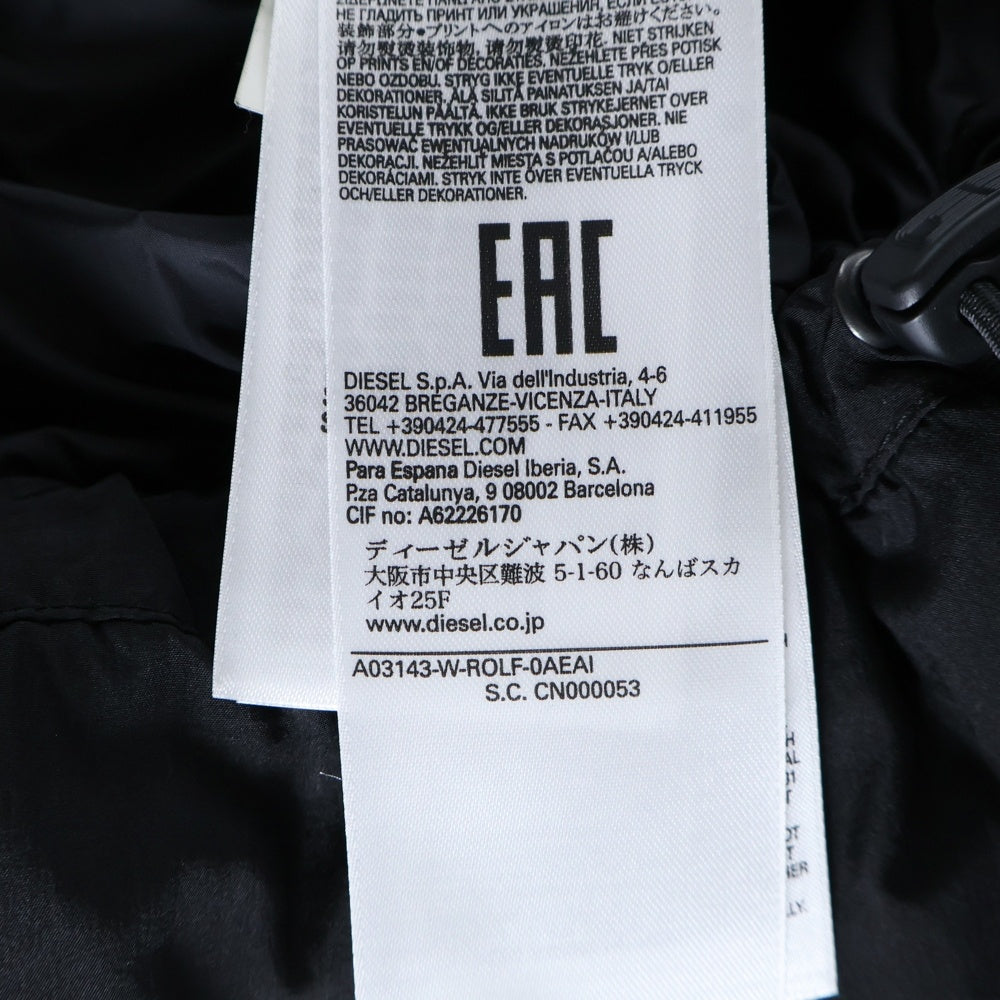 НЕ ГЛАДИТЬ ПРИНТ ИЛИ УКРАШЕНИЯ, ЕСЛИ ЕСТЬ.
装飾部分・プリントへのアイロンはお避けください。
请勿熨烫装饰物, 请勿熨烫印花. NIET STRIJKEN
OP PRINTS EN/OF DECORATIES. NEŽEHLETE PŘES POTISK
NEBO OZDOBU. STRYG IKKE EVENTUELLE TRYK O/ELLER
DEKORATIONER. ÄLÄ SILITÄ PAINATUKSEN JA/TAI
KORISTELUN PÄÄLTÄ. IKKE BRUK STRYKEJERNET OVER
EVENTUELLE TRYKK OG/ELLER DEKORASJONER. NIE
PRASOWAĆ EWENTUALNYCH NADRUKÓW I/LUB
DEKORACJI. NEŽEHLIŤ MIESTA S POTLAČOU A/ALEBO
DEKORÁCIAMI. STRYK INTE ÖVER EVENTUELLA TRYCK
OCH/ELLER DEKORATIONER.
EAC
DIESEL S.p.A. Via dell'Industria, 4-6
36042 BREGANZE-VICENZA-ITALY
TEL +390424-477555 - FAX +390424-411955
WWW.DIESEL.COM
Para Espana Diesel Iberia, S.A.
P.za Catalunya, 9 08002 Barcelona
CIF no: A62226170
ディーゼルジャパン(株)
大阪市中央区難波 5-1-60 なんばスカ
イオ25F
www.diesel.co.jp
A03143-W-ROLF-0AEAI
S.C. CN000053